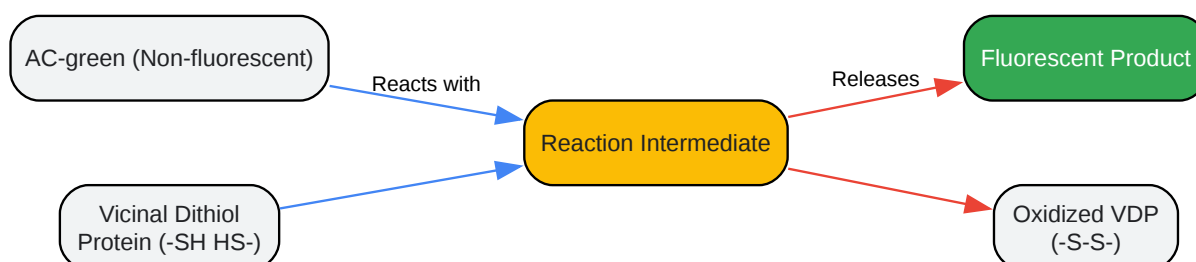 AC-green (Non-fluorescent)
Reacts with
Vicinal Dithiol
Protein (-SH HS-)
Reaction Intermediate
Releases
Fluorescent Product
Oxidized VDP
(-S-S-)